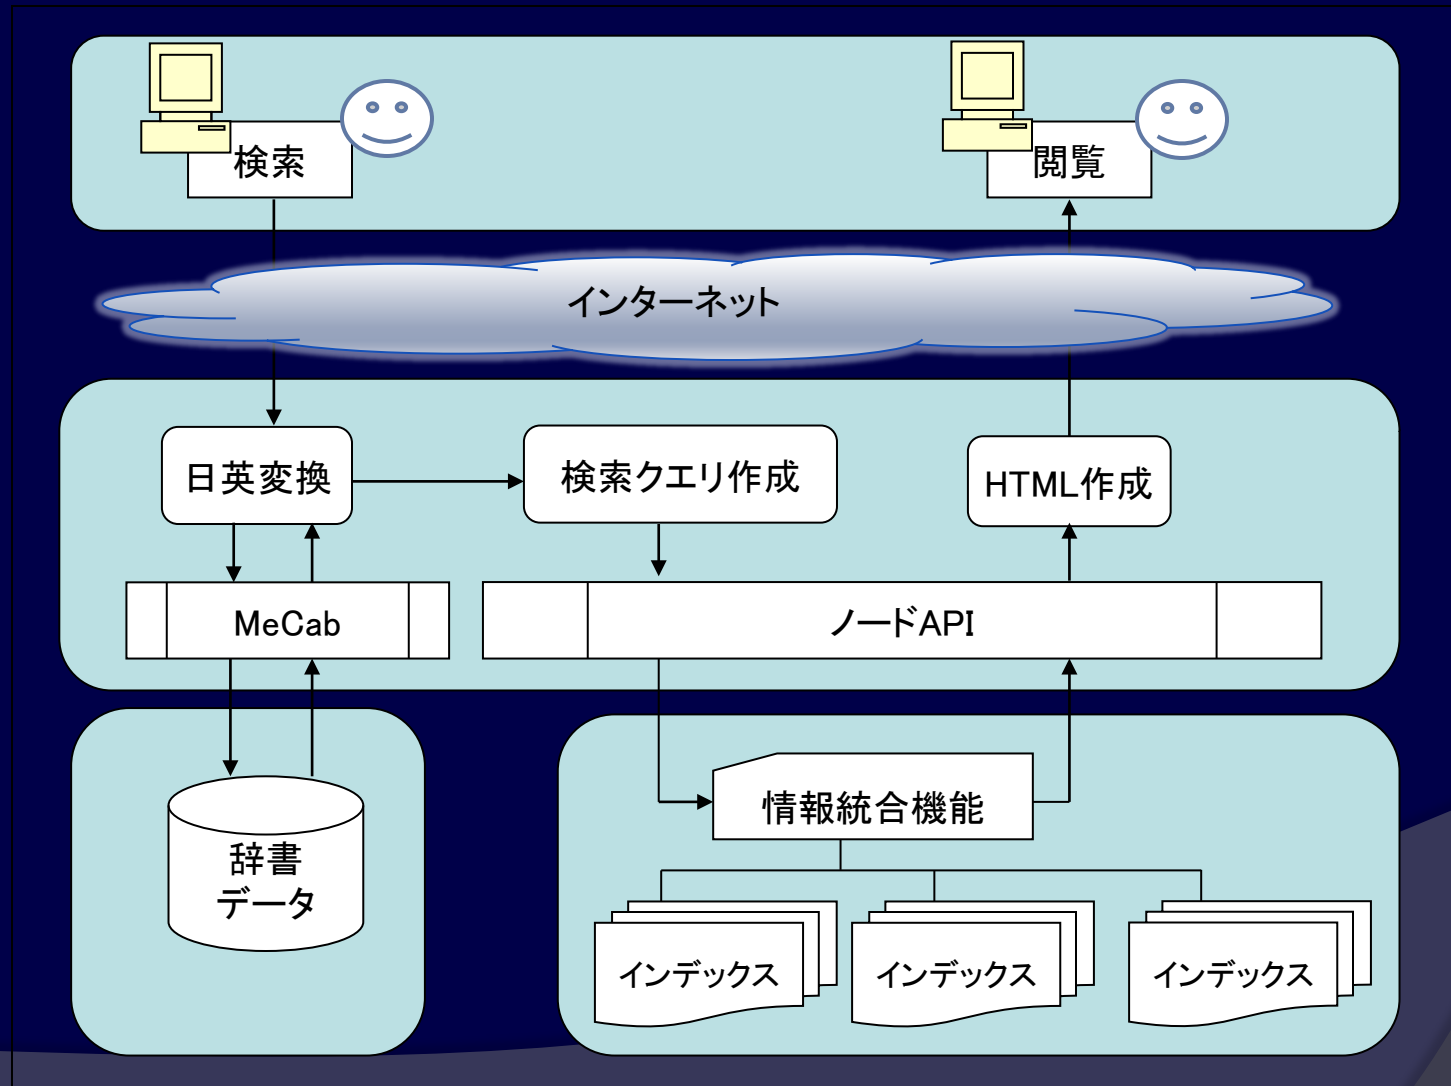 検索
閲覧
インターネット
日英変換
検索クエリ作成
HTML作成
MeCab
ノードAPI
辞書
データ
情報統合機能
インデックス
インデックス
インデックス